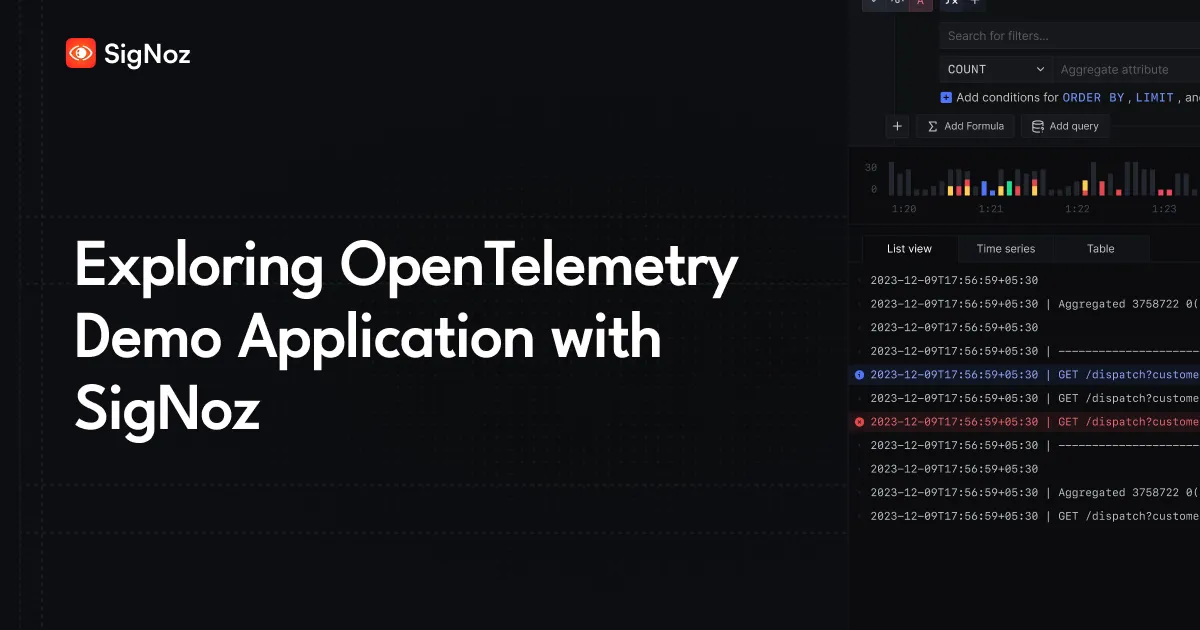 SigNoz
Exploring OpenTelemetry
Demo Application with
SigNoz
Search for filters...
COUNT
Aggregate attribute
Add conditions for ORDER BY, LIMIT, an
+
Add Formula
Add query
30
0
1:20
1:21
1:22
1:23
List view
Time series
Table
2023-12-09T17:56:59+05:30
2023-12-09T17:56:59+05:30 | Aggregated 3758722 0(
2023-12-09T17:56:59+05:30
2023-12-09T17:56:59+05:30 | ---------------------
2023-12-09T17:56:59+05:30 | GET /dispatch?custome
2023-12-09T17:56:59+05:30 | GET /dispatch?custome
2023-12-09T17:56:59+05:30 | GET /dispatch?custome
2023-12-09T17:56:59+05:30 | ---------------------
2023-12-09T17:56:59+05:30
2023-12-09T17:56:59+05:30 | Aggregated 3758722 0(
2023-12-09T17:56:59+05:30 | GET /dispatch?custome